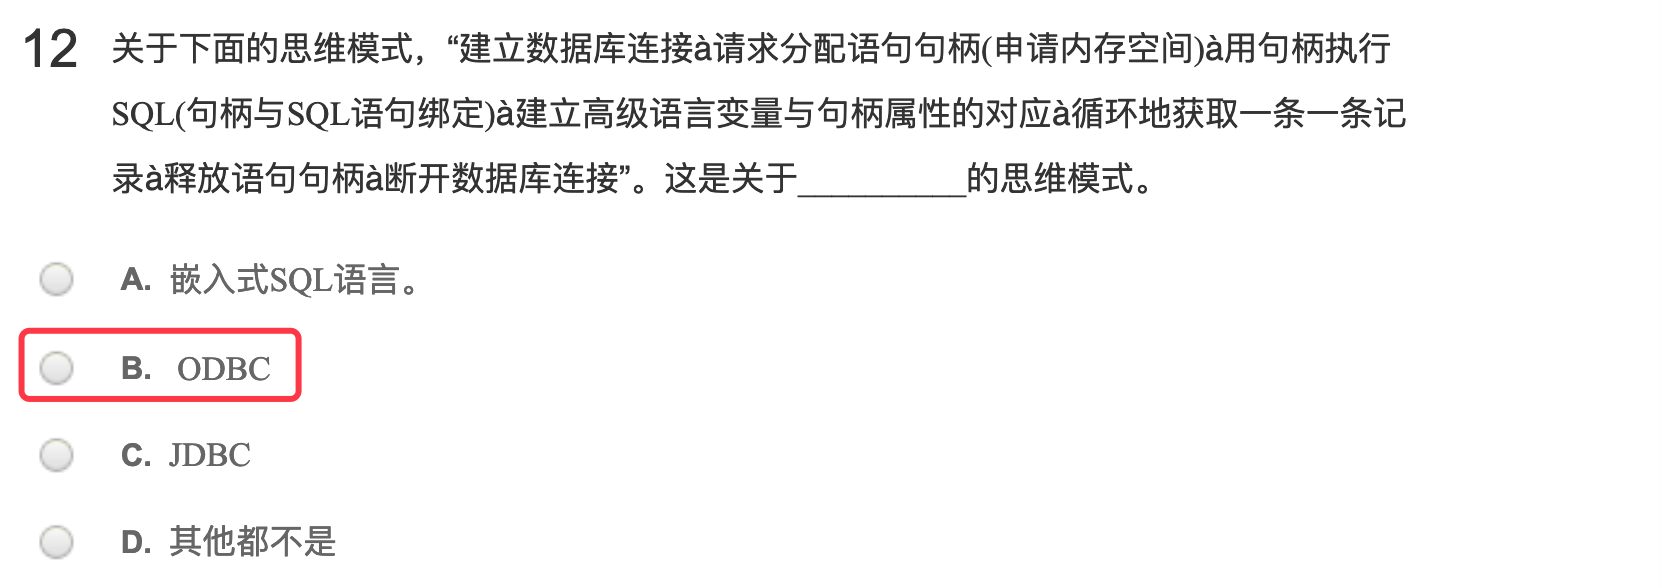 12 关于下面的思维模式，“建立数据库连接à请求分配语句句柄(申请内存空间)à用句柄执行
SQL(句柄与SQL语句绑定)à建立高级语言变量与句柄属性的对应à循环地获取一条一条记
录à释放语句句柄à断开数据库连接”。这是关于__________的思维模式。
A. 嵌入式SQL语言。
B. ODBC
C. JDBC
D. 其他都不是